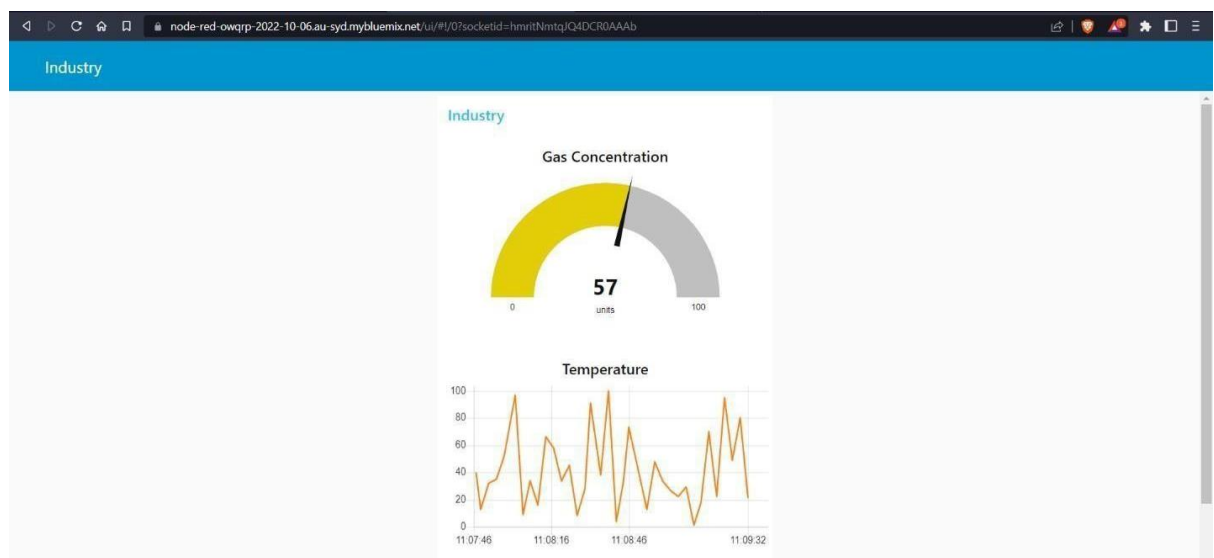 node-red-owqrp-2022-10-06.au-syd.mybluemix.net/ui/#!/0?socketid=hmritNmtqJQ4DCR0AAAb
Industry
Industry
Gas Concentration
57
units
0
100
Temperature
100
80
60
40
20
0
11:07:46
11:08:16
11:08:46
11:09:32